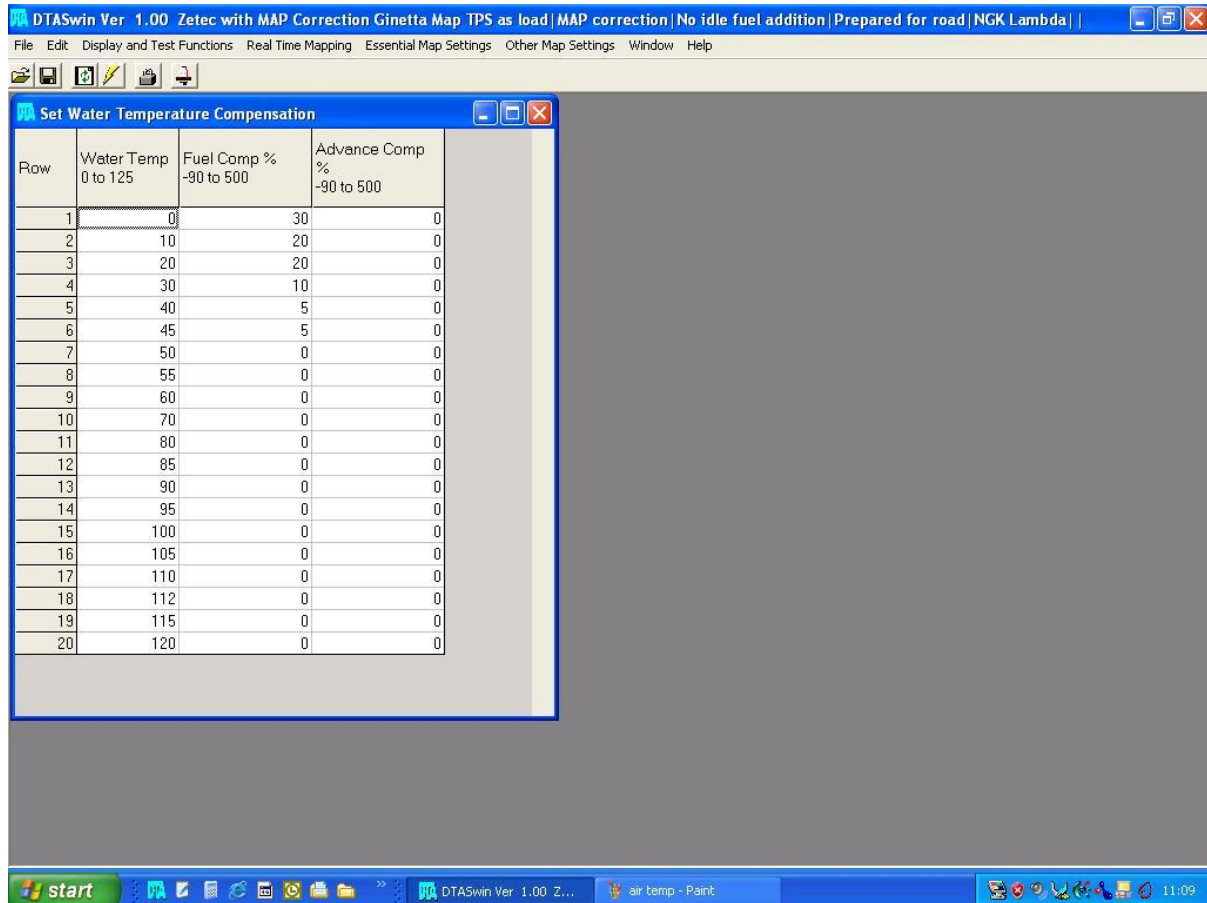 DTASwin Ver 1.00 Zetec with MAP Correction Ginetta Map TPS as load|MAP correction|No idle fuel addition|Prepared for road|NGK Lambda||
File Edit Display and Test Functions Real Time Mapping Essential Map Settings Other Map Settings Window Help
Set Water Temperature Compensation
Row Water Temp 0 to 125 Fuel Comp % -90 to 500 Advance Comp % -90 to 500
1 0 30 0
2 10 20 0
3 20 20 0
4 30 10 0
5 40 5 0
6 45 5 0
7 50 0 0
8 55 0 0
9 60 0 0
10 70 0 0
11 80 0 0
12 85 0 0
13 90 0 0
14 95 0 0
15 100 0 0
16 105 0 0
17 110 0 0
18 112 0 0
19 115 0 0
20 120 0 0
start DTASwin Ver 1.00 Z... air temp - Paint 11:09